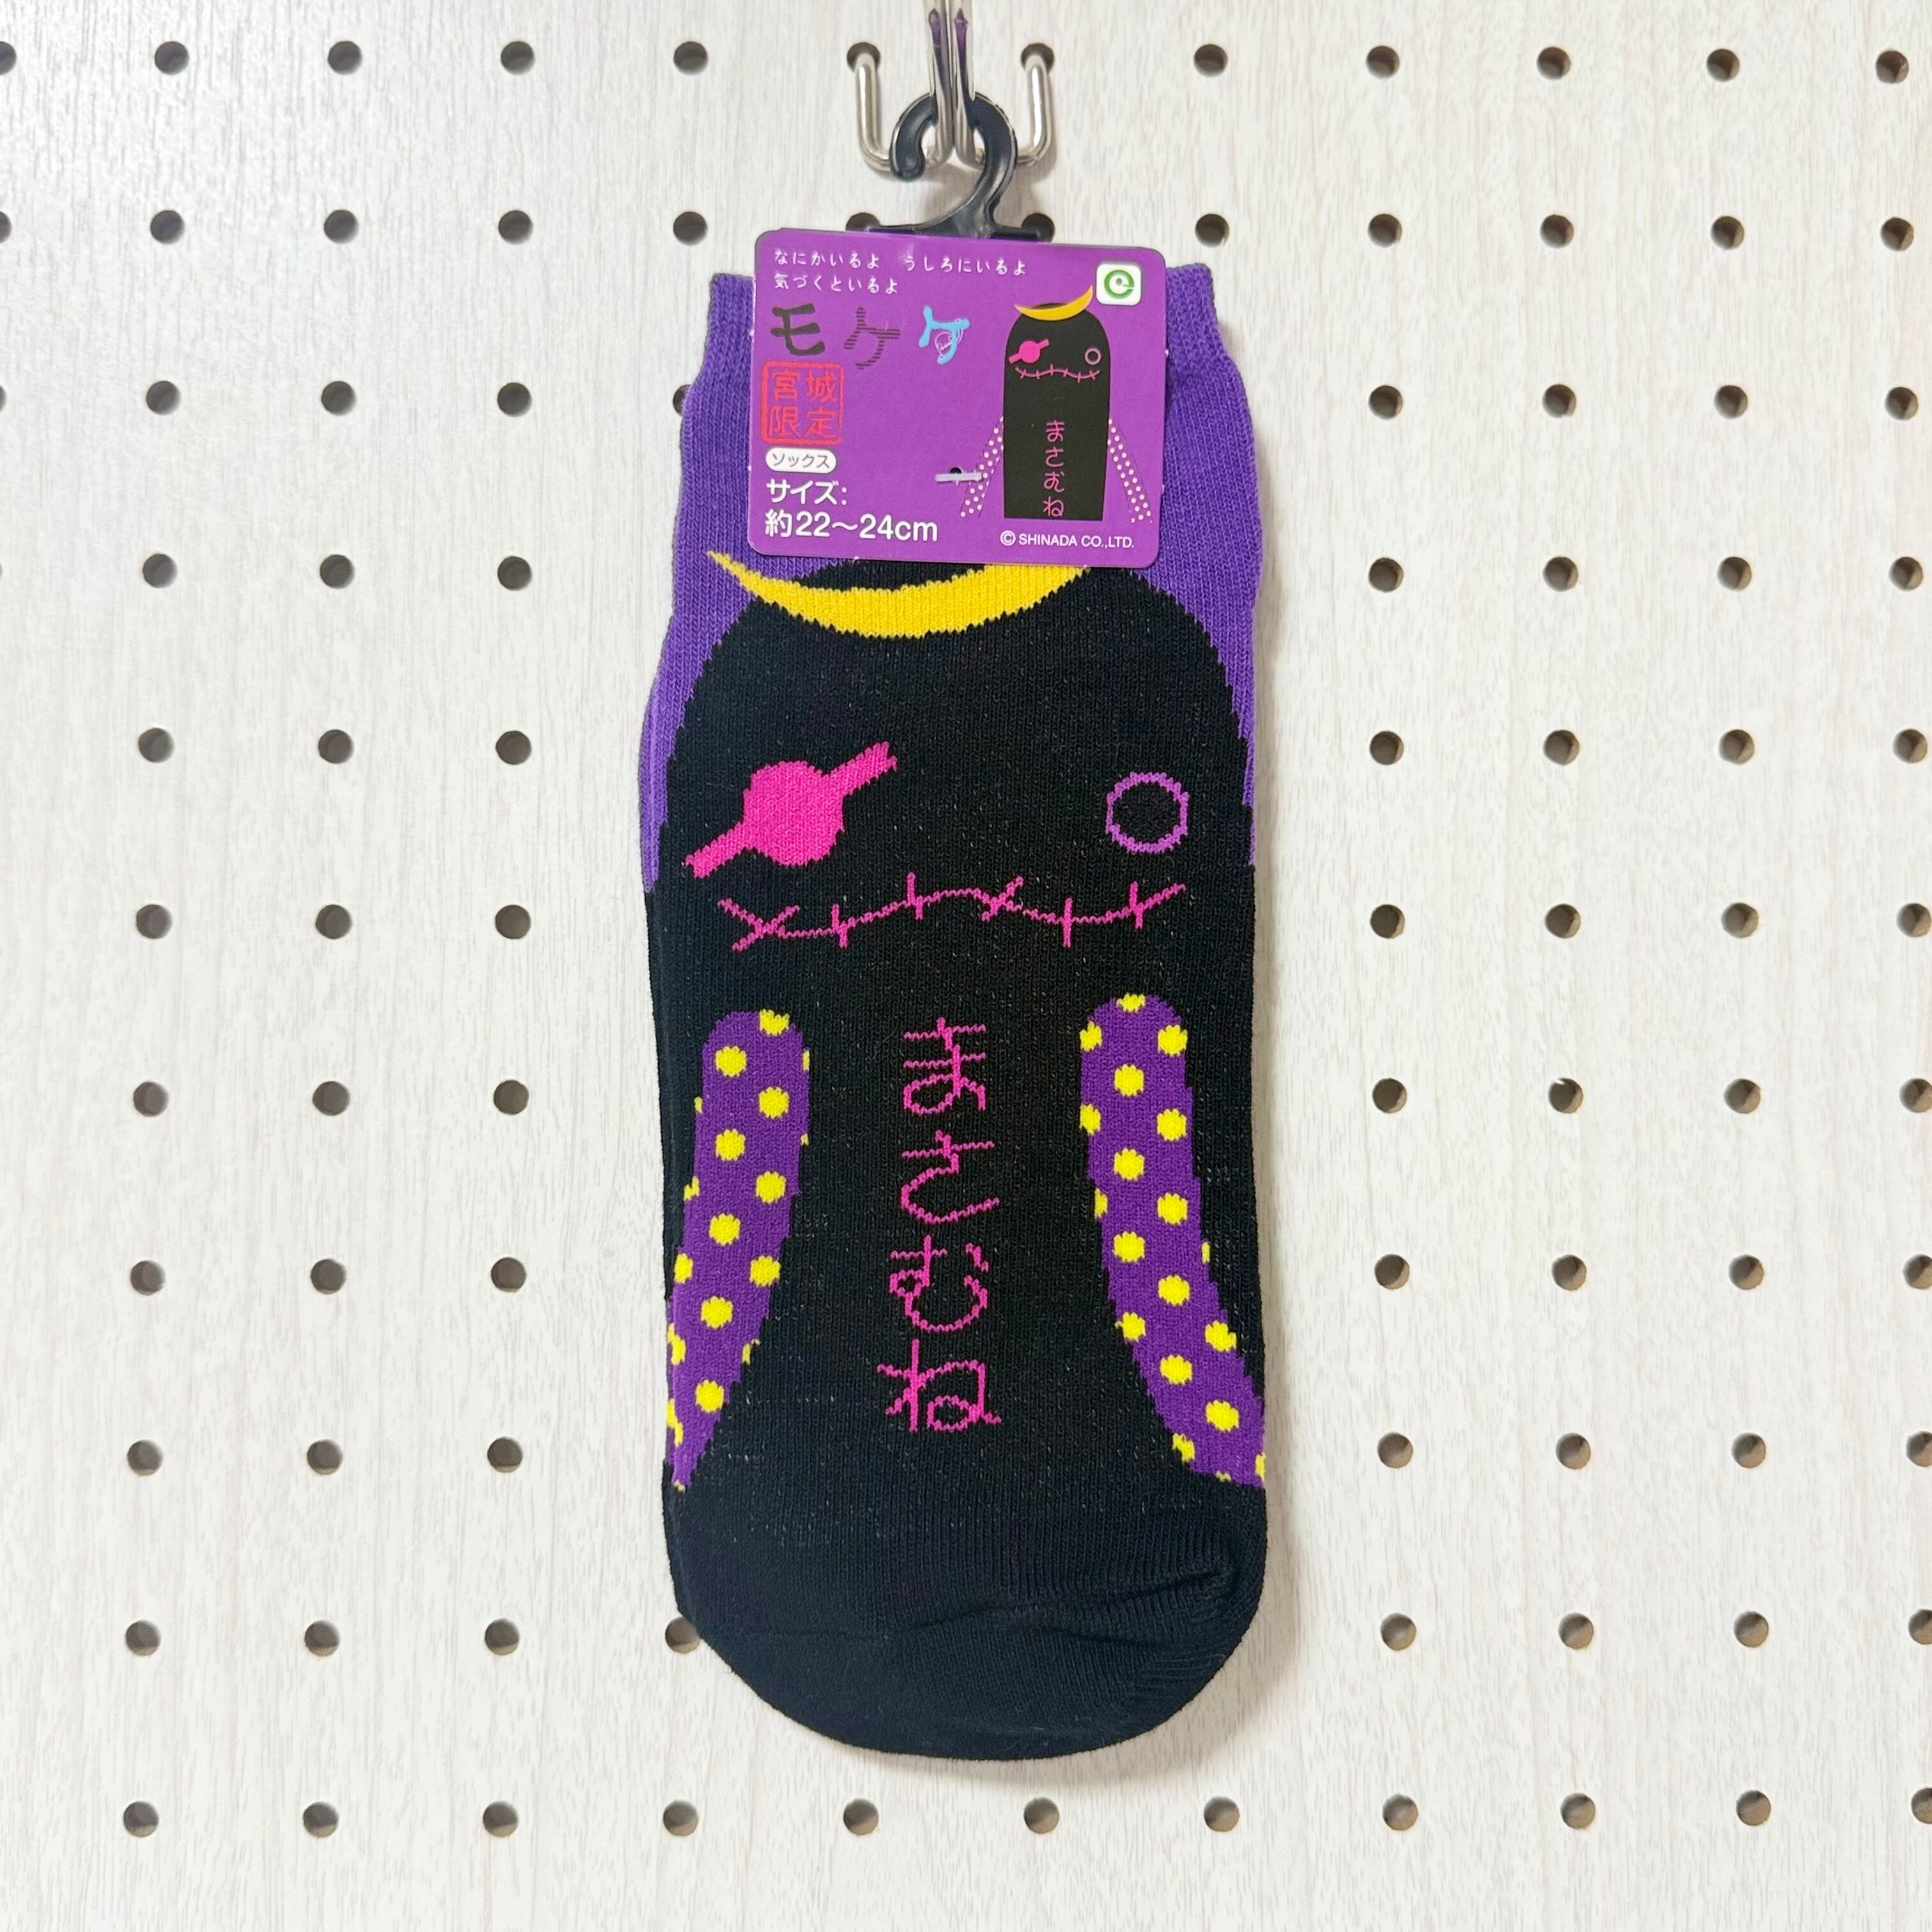 なにかいるよ うしろにいるよ
気づくといるよ
モケケ
宮城
限定
ソックス
サイズ:
約22～24cm
まさむね
©SHINADA CO.,LTD.
まさむね